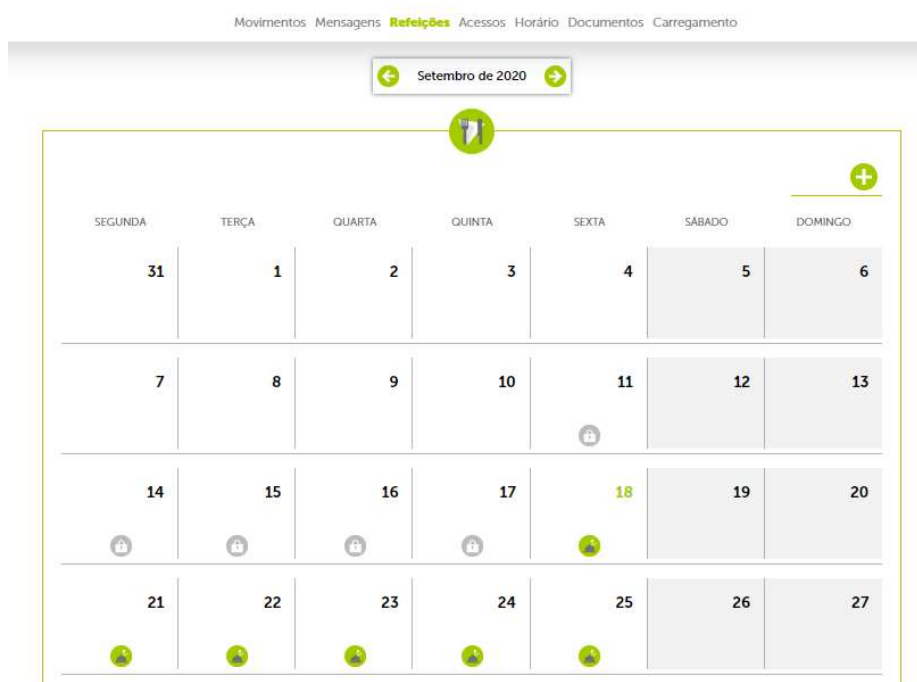 Movimentos Mensagens Refeições Acessos Horário Documentos Carregamento
Setembro de 2020
SEGUNDA TERÇA QUARTA QUINTA SEXTA SÁBADO DOMINGO
31 1 2 3 4 5 6
7 8 9 10 11 12 13
14 15 16 17 18 19 20
21 22 23 24 25 26 27